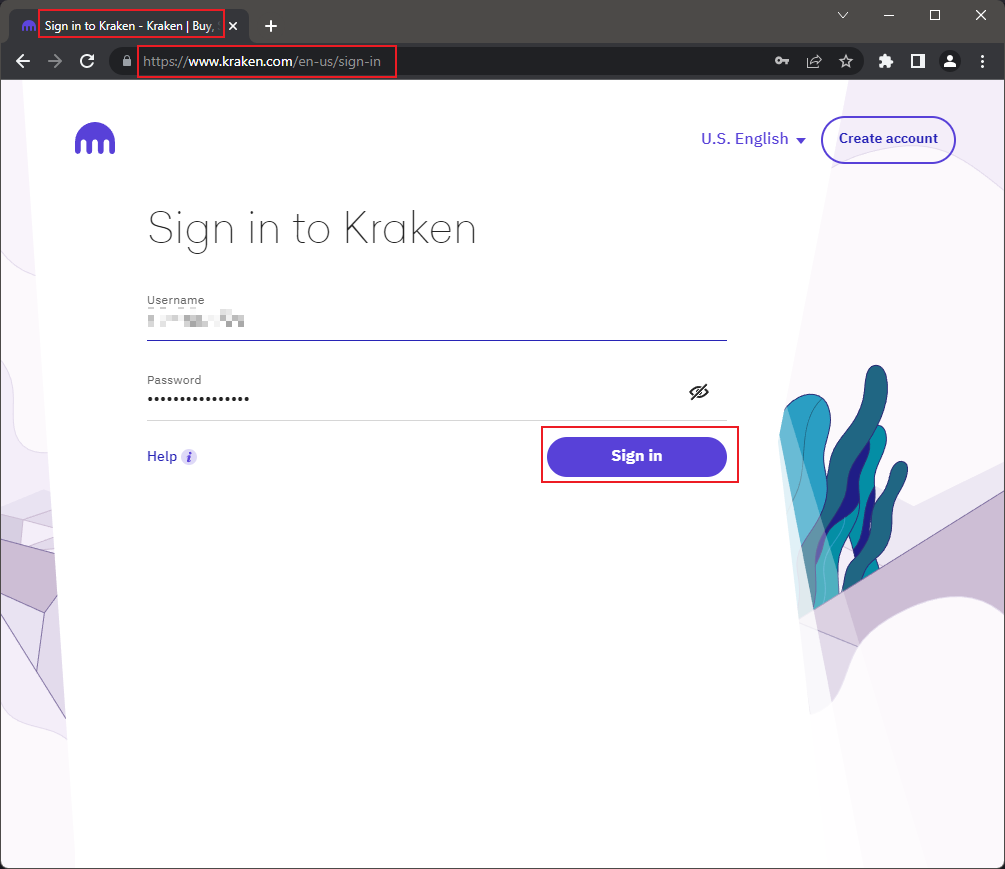 Sign in to Kraken - Kraken | Buy,
https://www.kraken.com/en-us/sign-in
U.S. English
Create account
Sign in to Kraken
Username
Password
••••••••••••••••
Help i
Sign in